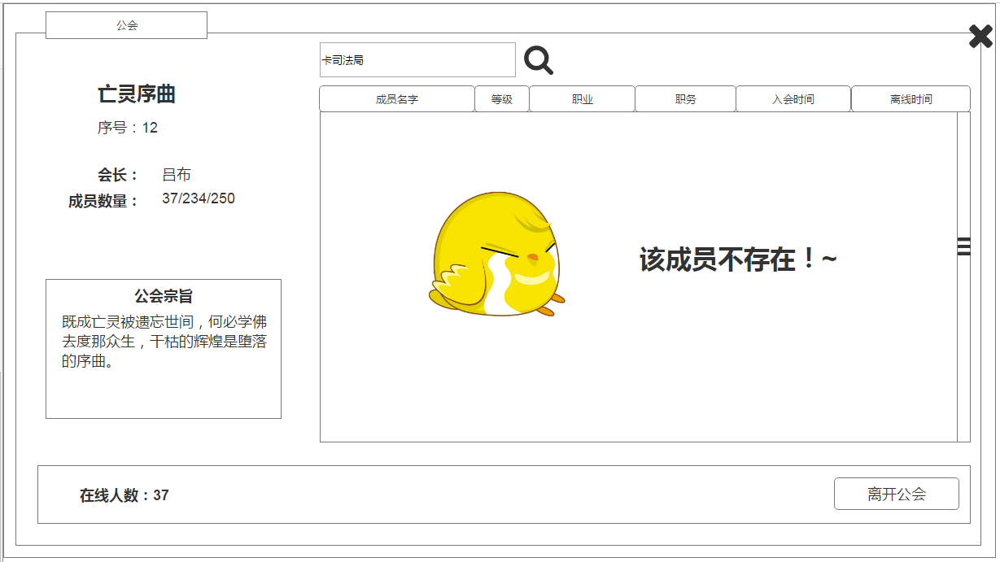 公会
卡司法局
成员名字 等级 职业 职务 入会时间 离线时间
亡灵序曲
序号：12
会长： 吕布
成员数量： 37/234/250
该成员不存在！~
公会宗旨
既成亡灵被遗忘世间，何必学佛
去度那众生，干枯的辉煌是堕落
的序曲。
在线人数：37
离开公会